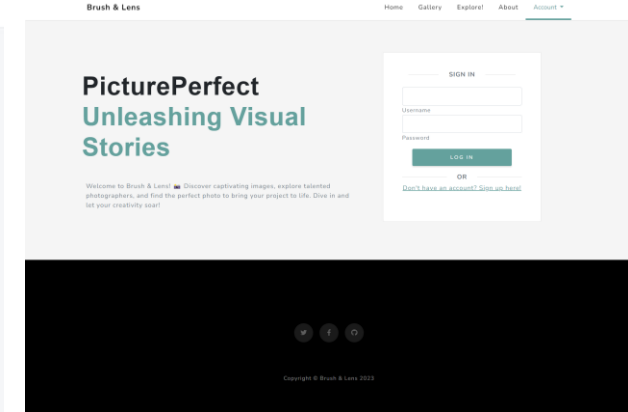 Brush & Lens
Home Gallery Explore! About Account
PicturePerfect
Unleashing Visual
Stories
Welcome to Brush & Lens! 📷 Discover captivating images, explore talented
photographers, and find the perfect photo to bring your project to life. Dive in and
let your creativity soar!
SIGN IN
Username
Password
LOG IN
OR
Don't have an account? Sign up here!
Copyright © Brush & Lens 2023